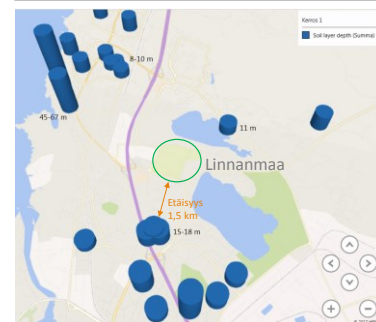 Kerros 1
Soil layer depth (Summa)
8-10 m
45-67 m
11 m
Linnanmaa
Etäisyys
1,5 km
15-18 m